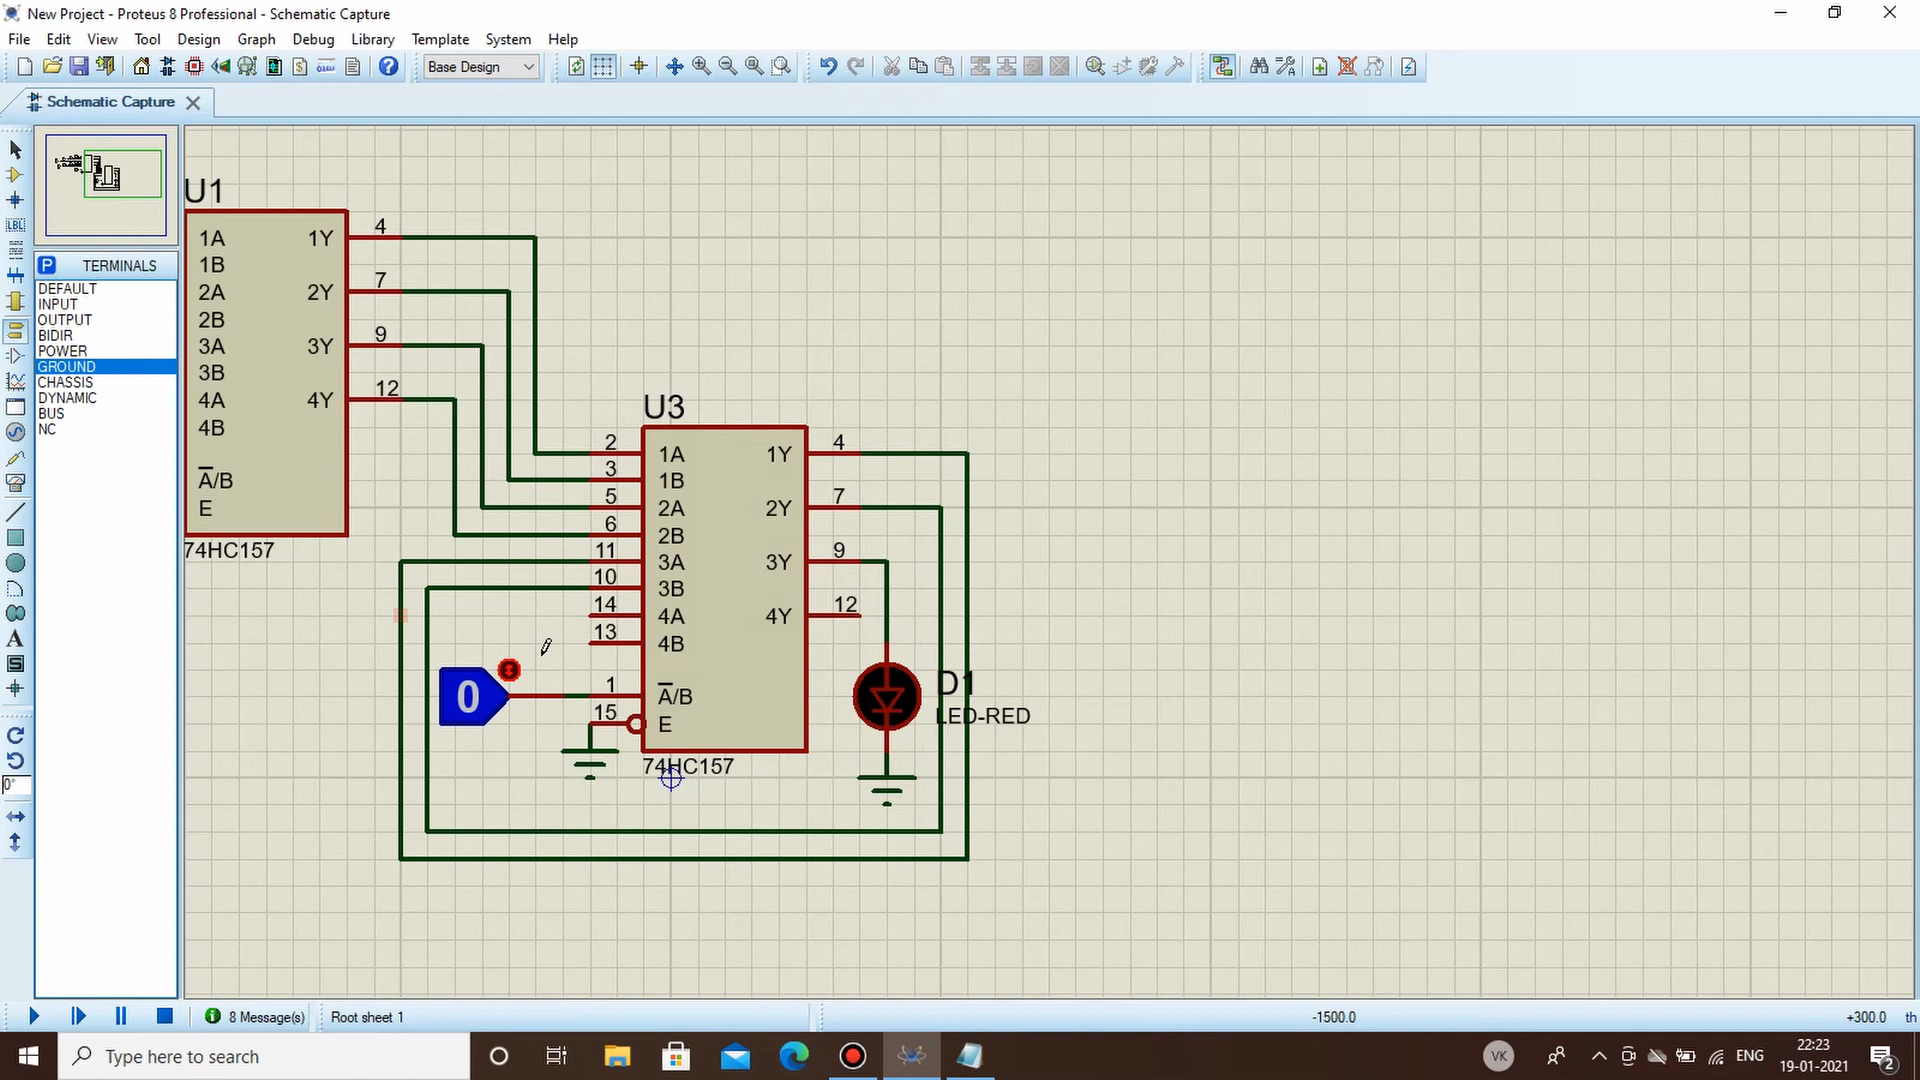 New Project - Proteus 8 Professional - Schematic Capture
File Edit View Tool Design Graph Debug Library Template System Help
Base Design
Schematic Capture
LBL
P TERMINALS
DEFAULT
INPUT
OUTPUT
BIDIR
POWER
GROUND
CHASSIS
DYNAMIC
BUS
NC
A
S
0°
U1
1A 1Y 4
1B
2A 2Y 7
2B
3A 3Y 9
3B
4A 4Y 12
4B
A/B
E
74HC157
U3
2 1A 1Y 4
3 1B
5 2A 2Y 7
6 2B
11 3A 3Y 9
10 3B
14 4A 4Y 12
13 4B
1 A/B
15 E
74HC157
0
D1
LED-RED
8 Message(s) Root sheet 1 -1500.0 +300.0 th
Type here to search
VK
ENG
22:23
19-01-2021
2